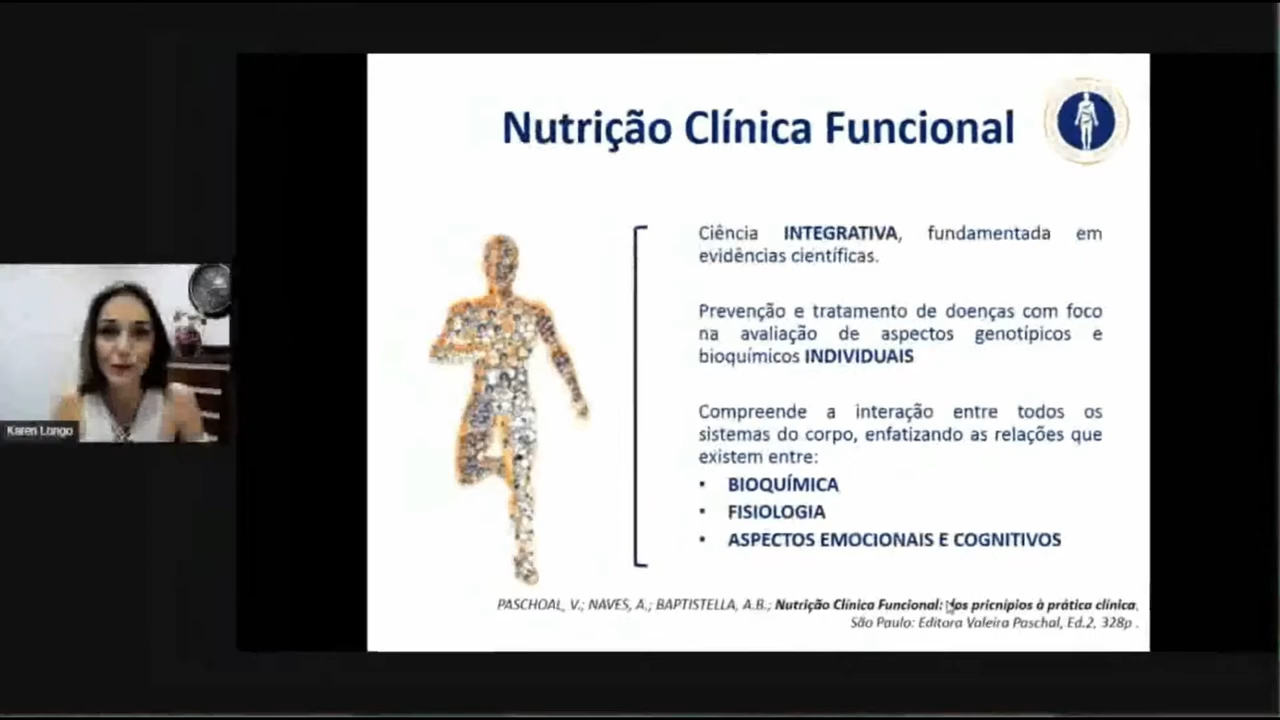 Nutrição Clínica Funcional
Ciência INTEGRATIVA, fundamentada em
evidências científicas.
Prevenção e tratamento de doenças com foco
na avaliação de aspectos genotípicos e
bioquímicos INDIVIDUAIS
Compreende a interação entre todos os
sistemas do corpo, enfatizando as relações que
existem entre:
• BIOQUÍMICA
• FISIOLOGIA
• ASPECTOS EMOCIONAIS E COGNITIVOS
PASCHOAL, V.; NAVES, A.; BAPTISTELLA, A.B.; Nutrição Clínica Funcional: dos pricnípios à prática clínica,
São Paulo: Editora Valeira Paschal, Ed.2, 328p .
Karen Longo